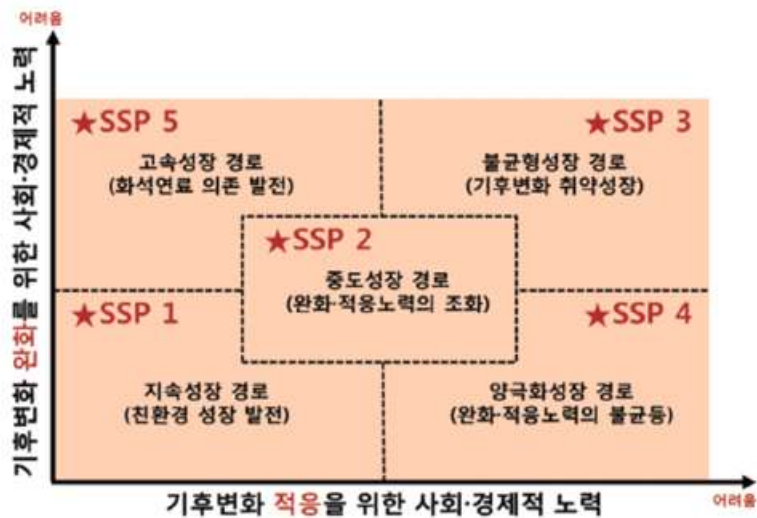 어려움
기후변화 완화를 위한 사회·경제적 노력
★SSP 5
고속성장 경로
(화석연료 의존 발전)
★SSP 3
불균형성장 경로
(기후변화 취약성장)
★SSP 2
중도성장 경로
(완화·적응노력의 조화)
★SSP 1
지속성장 경로
(친환경 성장 발전)
★SSP 4
양극화성장 경로
(완화·적응노력의 불균등)
기후변화 적응을 위한 사회·경제적 노력
어려움